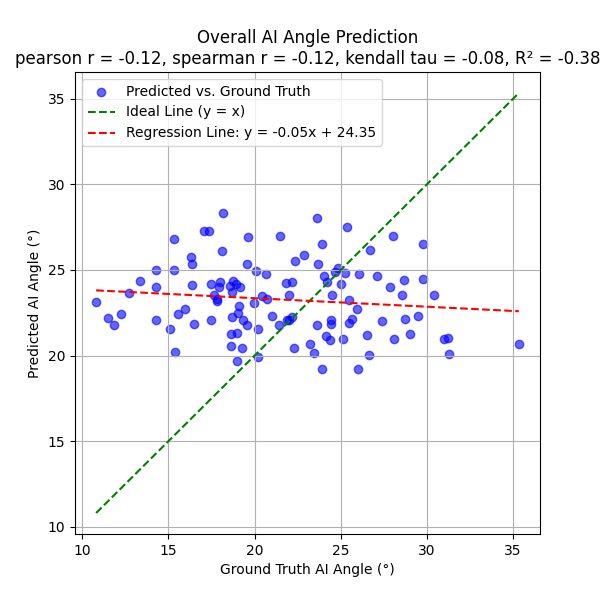 Overall AI Angle Prediction
pearson r = -0.12, spearman r = -0.12, kendall tau = -0.08, R² = -0.38
Predicted vs. Ground Truth
Ideal Line (y = x)
Regression Line: y = -0.05x + 24.35
Predicted AI Angle (°)
35
30
25
20
15
10
10 15 20 25 30 35
Ground Truth AI Angle (°)